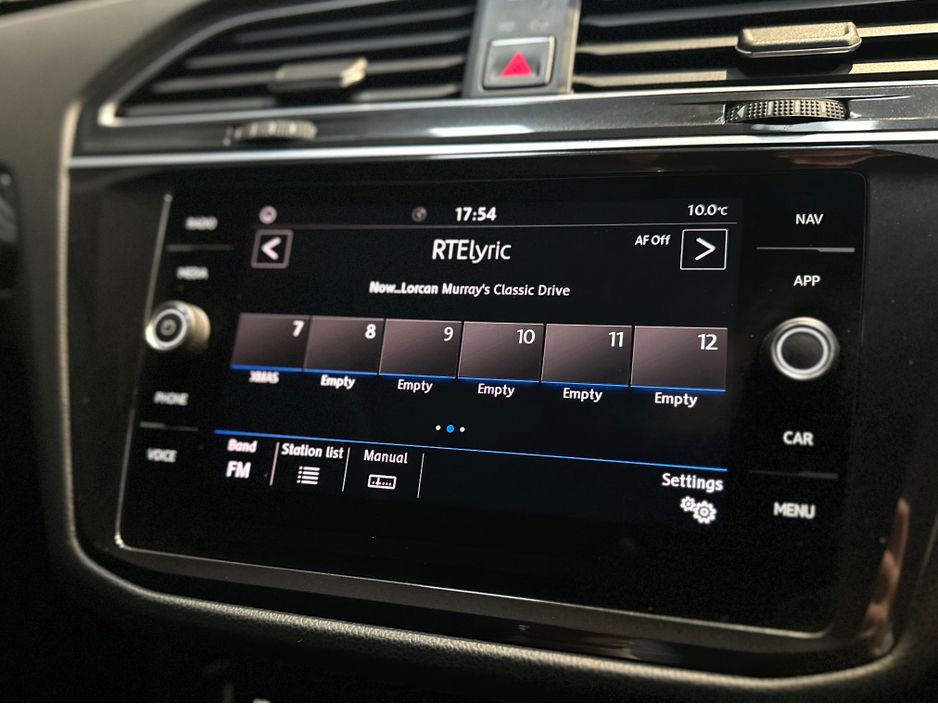 RADIO
MEDIA
PHONE
VOICE
17:54
10.0°C
RTElyric
AF Off
Now...Lorcan Murray's Classic Drive
7 8 9 10 11 12
XMAS Empty Empty Empty Empty Empty
Band Station list Manual
FM
Settings
NAV
APP
CAR
MENU